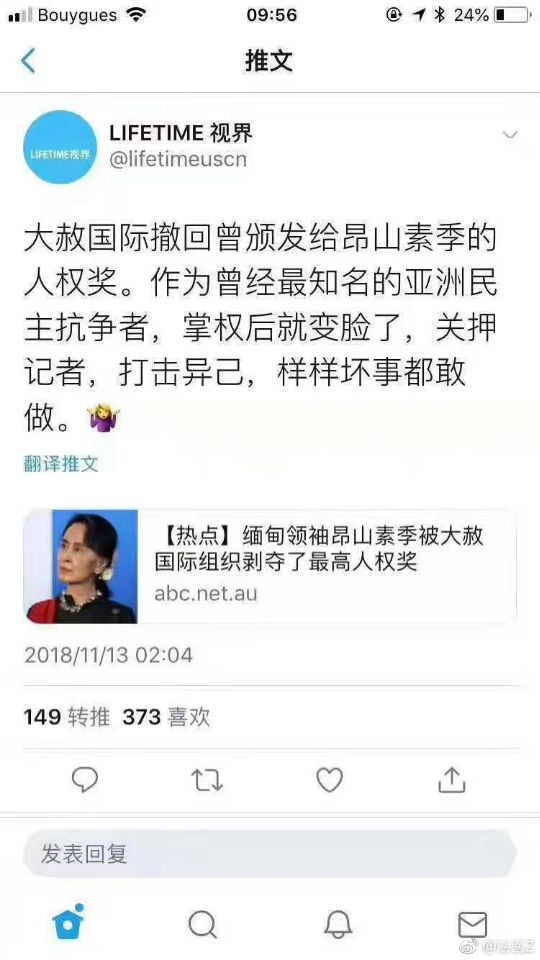 Bouygues 09:56 24%
推文
LIFETIME视界
LIFETIME 视界
@lifetimeuscn
大赦国际撤回曾颁发给昂山素季的
人权奖。作为曾经最知名的亚洲民
主抗争者，掌权后就变脸了，关押
记者，打击异己，样样坏事都敢
做。🤷‍♀️
翻译推文
【热点】缅甸领袖昂山素季被大赦
国际组织剥夺了最高人权奖
abc.net.au
2018/11/13 02:04
149 转推 373 喜欢
发表回复